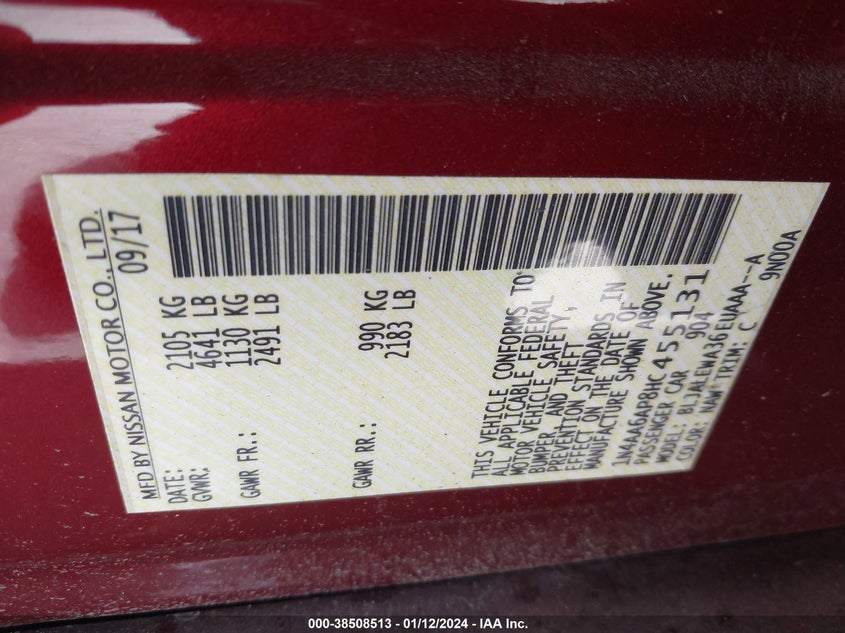 MFD BY NISSAN MOTOR CO., LTD.
DATE: 09/17
GVWR: 2105 KG
4641 LB
GAWR FR.: 1130 KG
2491 LB
GAWR RR.: 990 KG
2183 LB
THIS VEHICLE CONFORMS TO
ALL APPLICABLE FEDERAL
MOTOR VEHICLE SAFETY,
BUMPER, AND THEFT
PREVENTION STANDARDS IN
EFFECT ON THE DATE OF
MANUFACTURE SHOWN ABOVE.
1N4AA6AP8HC455131
PASSENGER CAR 904
MODEL: BLJALEWA36EUAAA--A
COLOR: NAW TRIM: C 9N00A
000-38508513 - 01/12/2024 - IAA Inc.